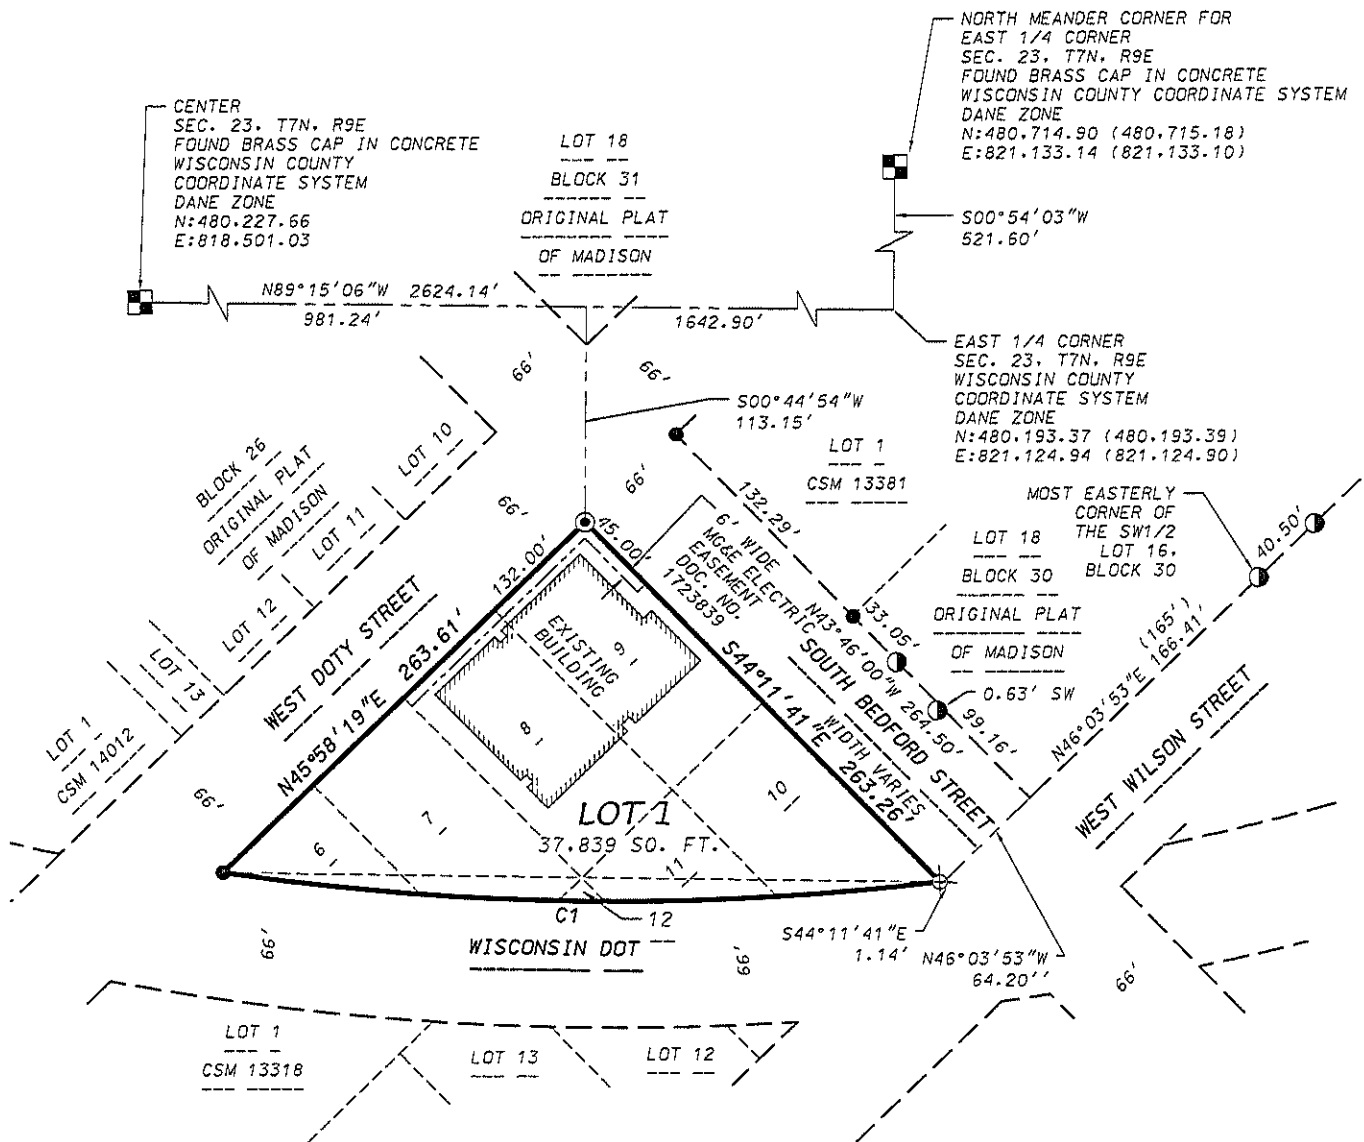 NORTH MEANDER CORNER FOR
EAST 1/4 CORNER
SEC. 23, T7N, R9E
FOUND BRASS CAP IN CONCRETE
WISCONSIN COUNTY COORDINATE SYSTEM
DANE ZONE
N:480,714.90 (480,715.18)
E:821,133.14 (821,133.10)
CENTER
SEC. 23, T7N, R9E
FOUND BRASS CAP IN CONCRETE
WISCONSIN COUNTY
COORDINATE SYSTEM
DANE ZONE
N:480,227.66
E:818,501.03
LOT 18
BLOCK 31
ORIGINAL PLAT
OF MADISON
S00°54'03"W
521.60'
N89°15'06"W 2624.14'
981.24'
1642.90'
EAST 1/4 CORNER
SEC. 23, T7N, R9E
WISCONSIN COUNTY
COORDINATE SYSTEM
DANE ZONE
N:480,193.37 (480,193.39)
E:821,124.94 (821,124.90)
66'
66'
S00°44'54"W
113.15'
LOT 1
CSM 13381
BLOCK 26
ORIGINAL PLAT
OF MADISON
LOT 10
LOT 11
LOT 12
LOT 13
LOT 1
CSM 14012
66'
66'
132.29'
MOST EASTERLY
CORNER OF
THE SW1/2
LOT 16,
BLOCK 30
40.50'
LOT 18
BLOCK 30
ORIGINAL PLAT
OF MADISON
45.00'
6' WIDE
MG&E ELECTRIC
EASEMENT
DOC. NO.
1723839
132.00'
WEST DOTY STREET
N45°58'19"E 263.61'
EXISTING
BUILDING
9
8
33.05'
N43°46'00"W 264.50'
SOUTH BEDFORD STREET
WIDTH VARIES
S44°11'41"E 263.26'
0.63' SW
99.16'
(165')
N46°03'53"E 166.41'
WEST WILSON STREET
66'
LOT 1
37,839 SQ. FT.
6
7
10
11
C1
12
WISCONSIN DOT
66'
66'
S44°11'41"E
1.14'
N46°03'53"W
64.20''
66'
LOT 1
CSM 13318
LOT 13
LOT 12